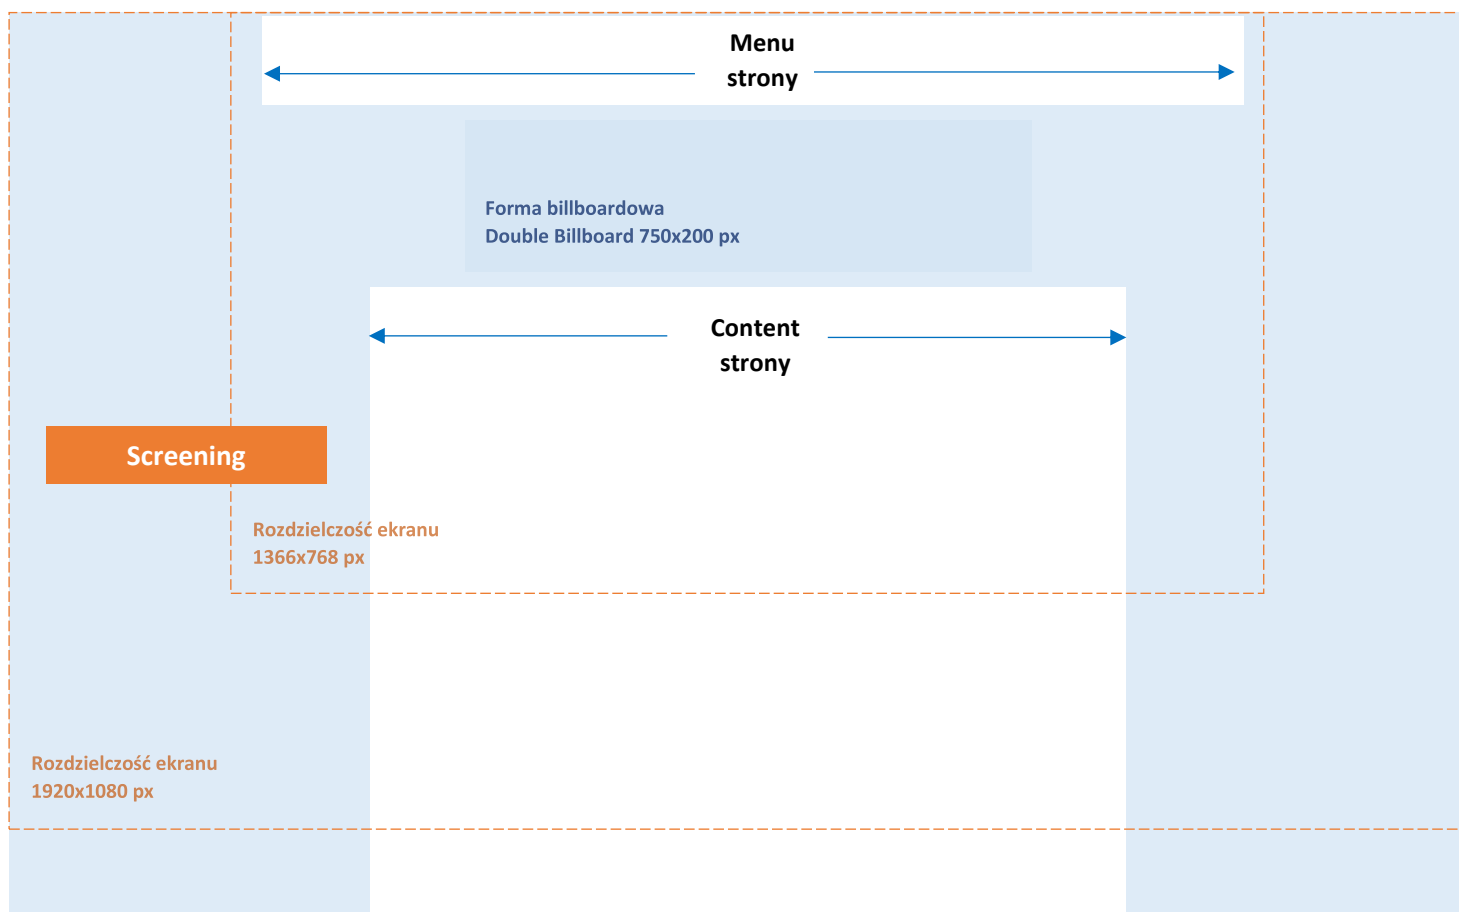 Menu
strony
Forma billboardowa
Double Billboard 750x200 px
Content
strony
Screening
Rozdzielczość ekranu
1366x768 px
Rozdzielczość ekranu
1920x1080 px